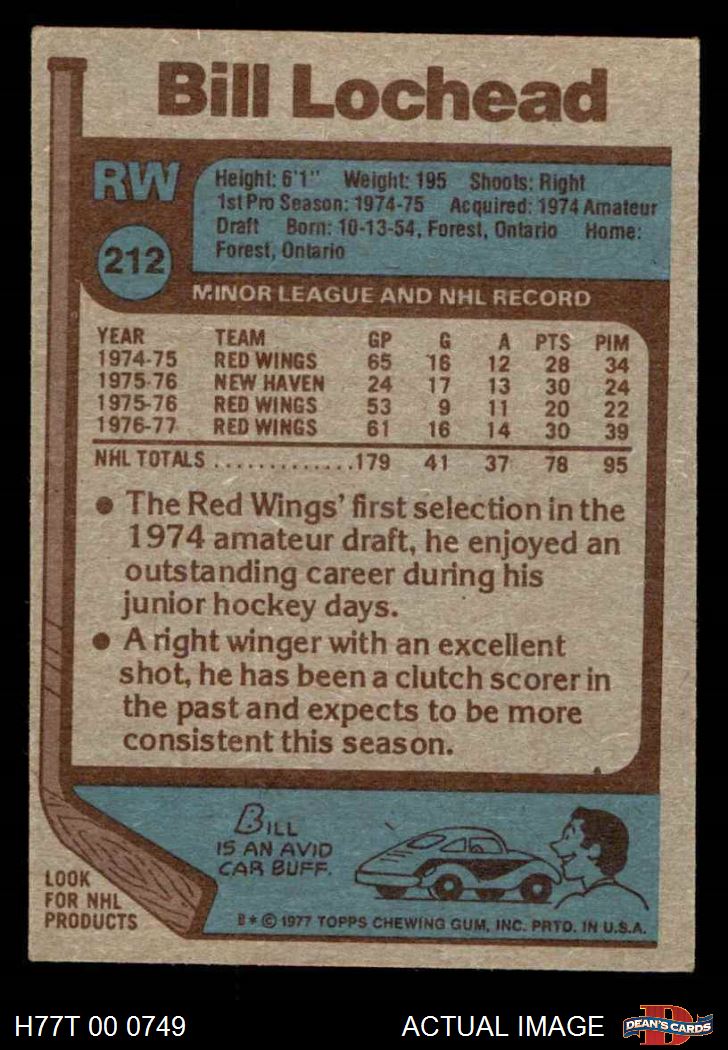 Bill Lochead
RW
Height: 6'1" Weight: 195 Shoots: Right
1st Pro Season: 1974-75 Acquired: 1974 Amateur
Draft Born: 10-13-54, Forest, Ontario Home:
Forest, Ontario
212
MINOR LEAGUE AND NHL RECORD
YEAR TEAM GP G A PTS PIM
1974-75 RED WINGS 65 16 12 28 34
1975-76 NEW HAVEN 24 17 13 30 24
1975-76 RED WINGS 53 9 11 20 22
1976-77 RED WINGS 61 16 14 30 39
NHL TOTALS .............179 41 37 78 95
● The Red Wings' first selection in the
1974 amateur draft, he enjoyed an
outstanding career during his
junior hockey days.
● A right winger with an excellent
shot, he has been a clutch scorer in
the past and expects to be more
consistent this season.
BILL
IS AN AVID
CAR BUFF.
LOOK
FOR NHL
PRODUCTS
B * © 1977 TOPPS CHEWING GUM, INC. PRTD. IN U.S.A.
H77T 00 0749 ACTUAL IMAGE
D
DEAN'S CARDS